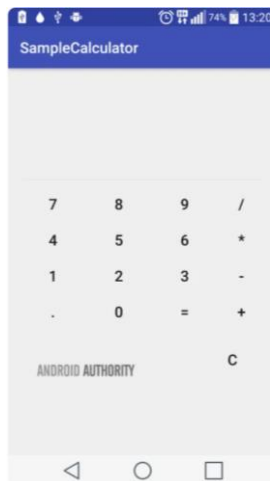 74% 13:20
SampleCalculator
7 8 9 /
4 5 6 *
1 2 3 -
. 0 = +
C
ANDROID AUTHORITY